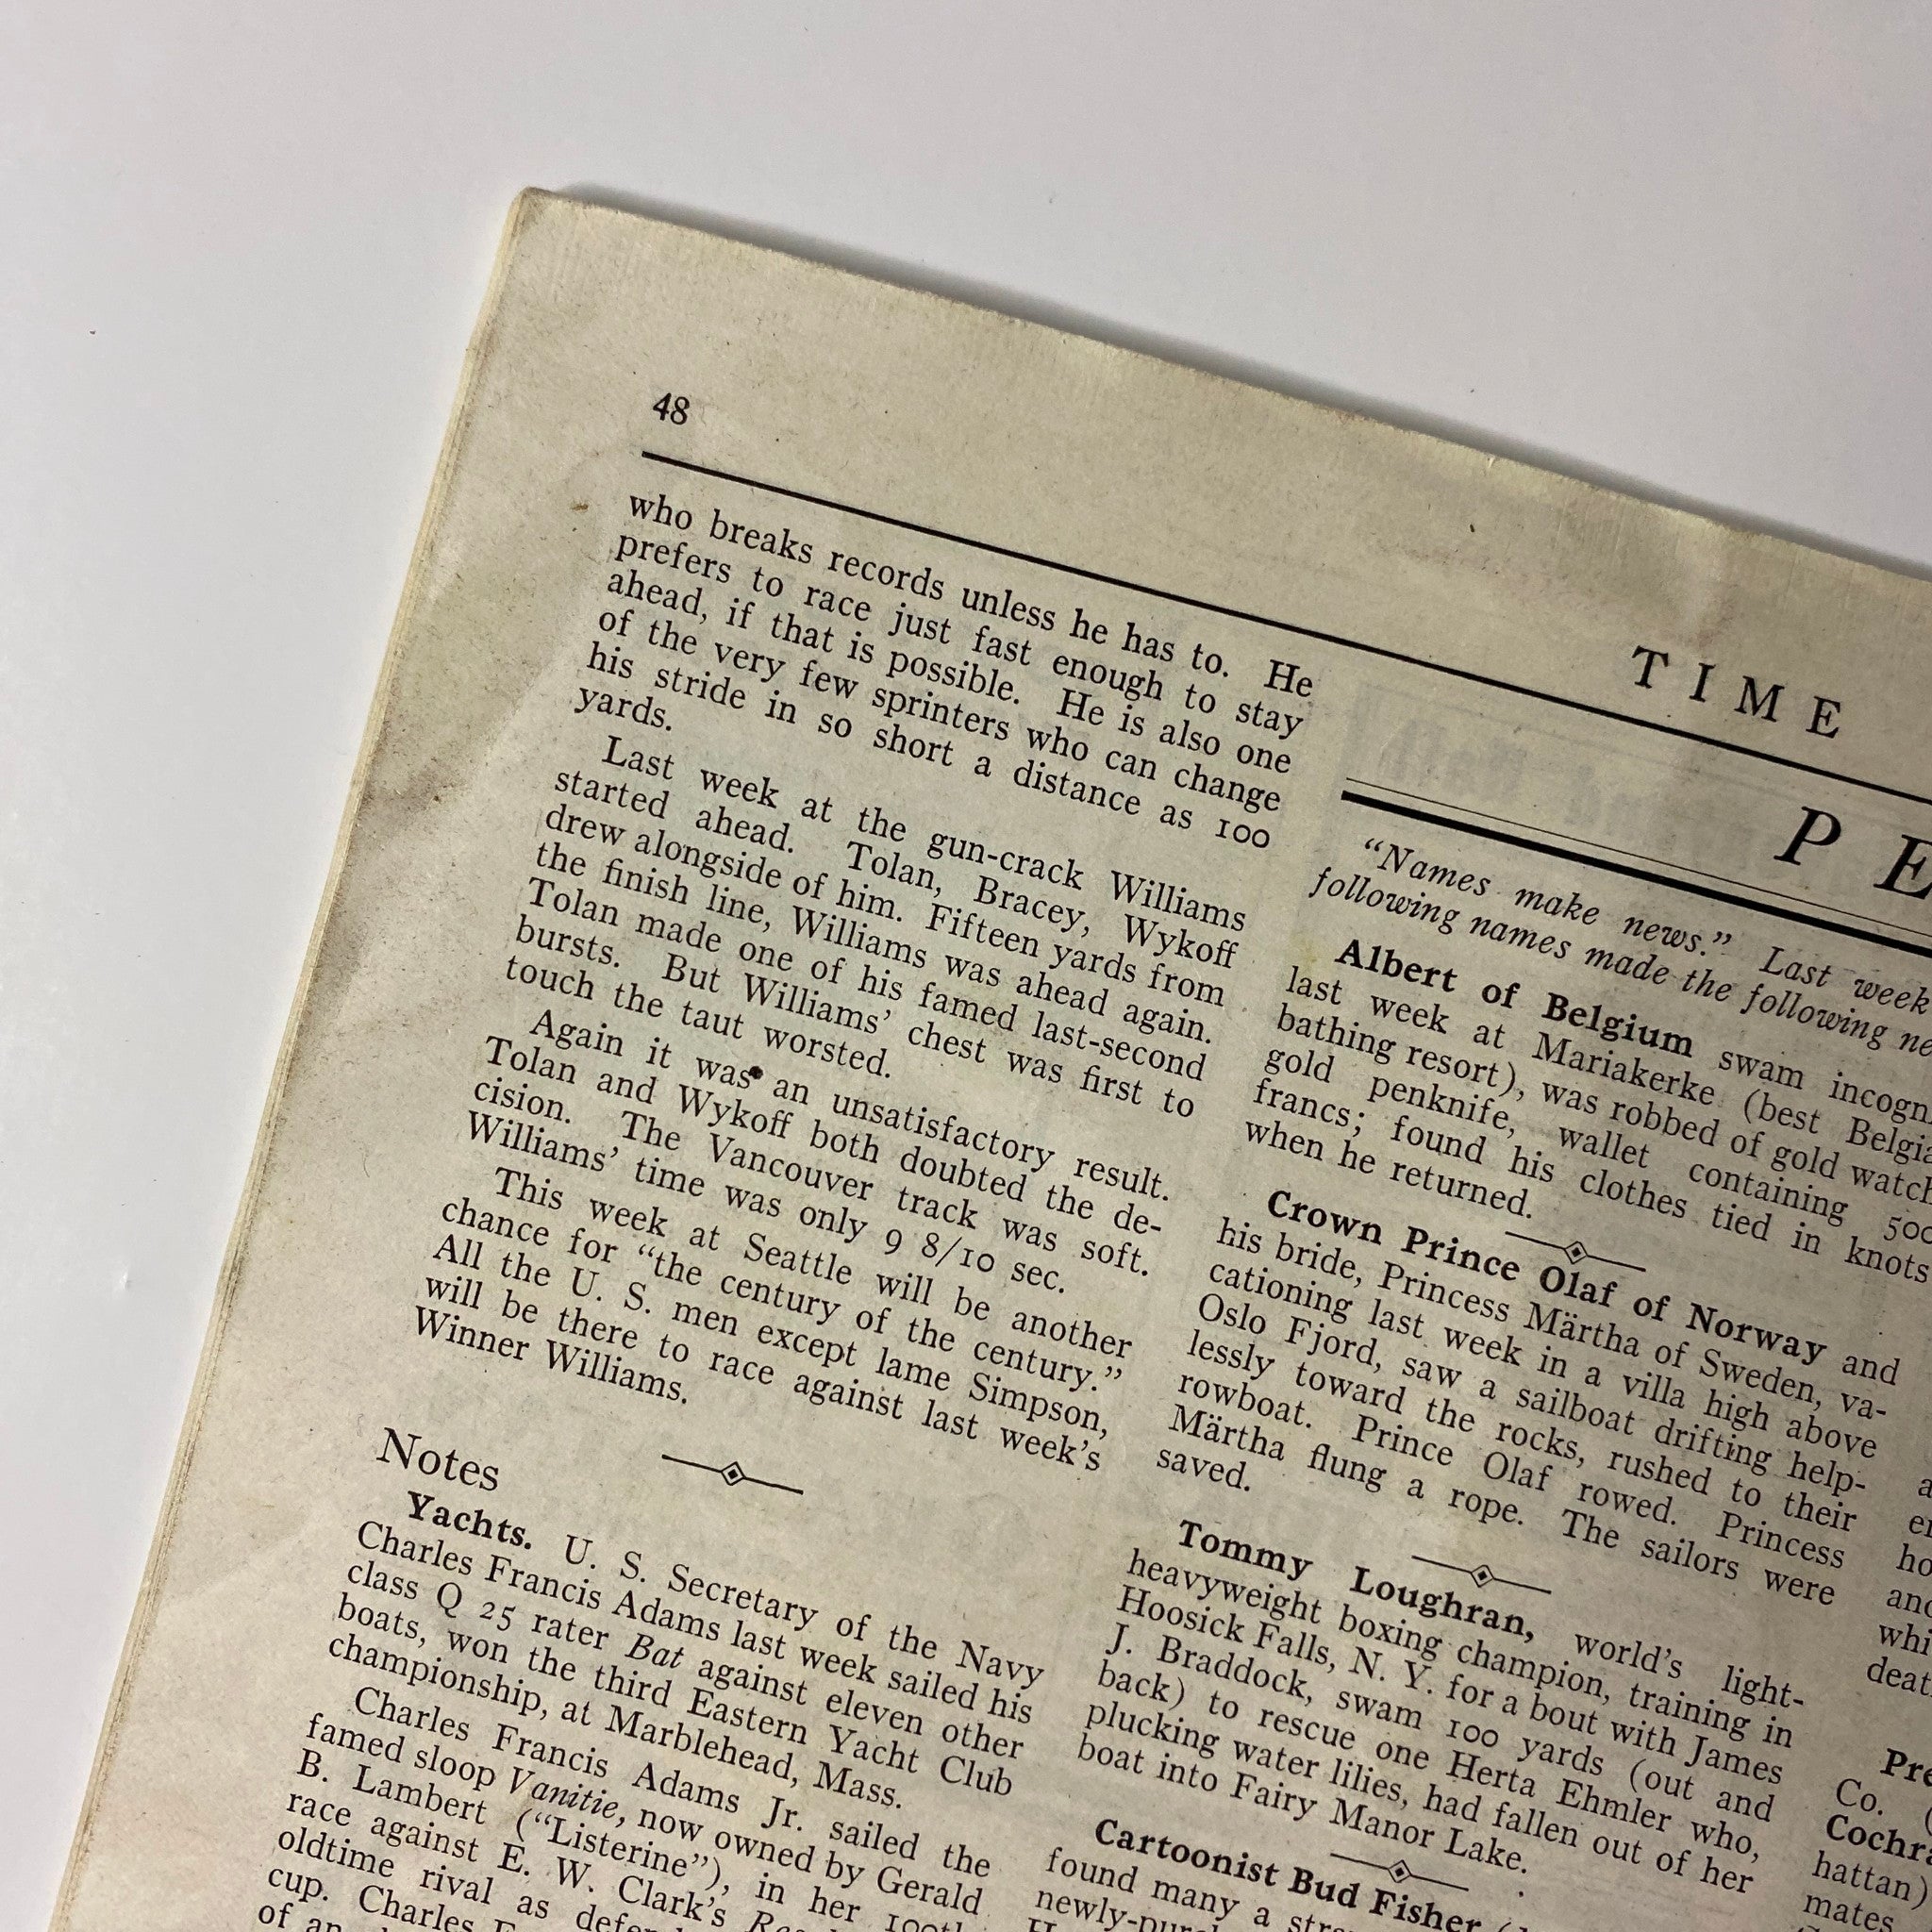 48
TIME
who breaks records unless he has to. He
prefers to race just fast enough to stay
ahead, if that is possible. He is also one
of the very few sprinters who can change
his stride in so short a distance as 100
yards.
Last week at the gun-crack Williams
started ahead. Tolan, Bracey, Wykoff
drew alongside of him. Fifteen yards from
the finish line, Williams was ahead again.
Tolan made one of his famed last-second
bursts. But Williams' chest was first to
touch the taut worsted.
Again it was an unsatisfactory result.
Tolan and Wykoff both doubted the de-
cision. The Vancouver track was soft.
Williams' time was only 9 8/10 sec.
This week at Seattle will be another
chance for "the century of the century."
All the U. S. men except lame Simpson,
will be there to race against last week's
Winner Williams.
Notes
Yachts. U. S. Secretary of the Navy
Charles Francis Adams last week sailed his
class Q 25 rater Bat against eleven other
boats, won the third Eastern Yacht Club
championship, at Marblehead, Mass.
Charles Francis Adams Jr. sailed the
famed sloop Vanitie, now owned by Gerald
B. Lambert ("Listerine"), in her 100th
race against E. W. Clark's
oldtime rival as
cup. Charles
of an
PE
"Names make news." Last week
following names made the following
Albert of Belgium swam
last week at Mariakerke (best
bathing resort), was robbed of gold
gold penknife, wallet containing
francs; found his clothes tied in knots
when he returned.
Crown Prince Olaf of Norway and
his bride, Princess Märtha of Sweden, va-
cationing last week in a villa high above
Oslo Fjord, saw a sailboat drifting help-
lessly toward the rocks, rushed to their
rowboat. Prince Olaf rowed. Princess
Märtha flung a rope. The sailors were
saved.
Tommy Loughran, world's light-
heavyweight boxing champion, training in
Hoosick Falls, N. Y. for a bout with James
J. Braddock, swam 100 yards (out and
back) to rescue one Herta Ehmler who,
plucking water lilies, had fallen out of her
boat into Fairy Manor Lake.
Cartoonist Bud Fisher
found many a
Co.
mates